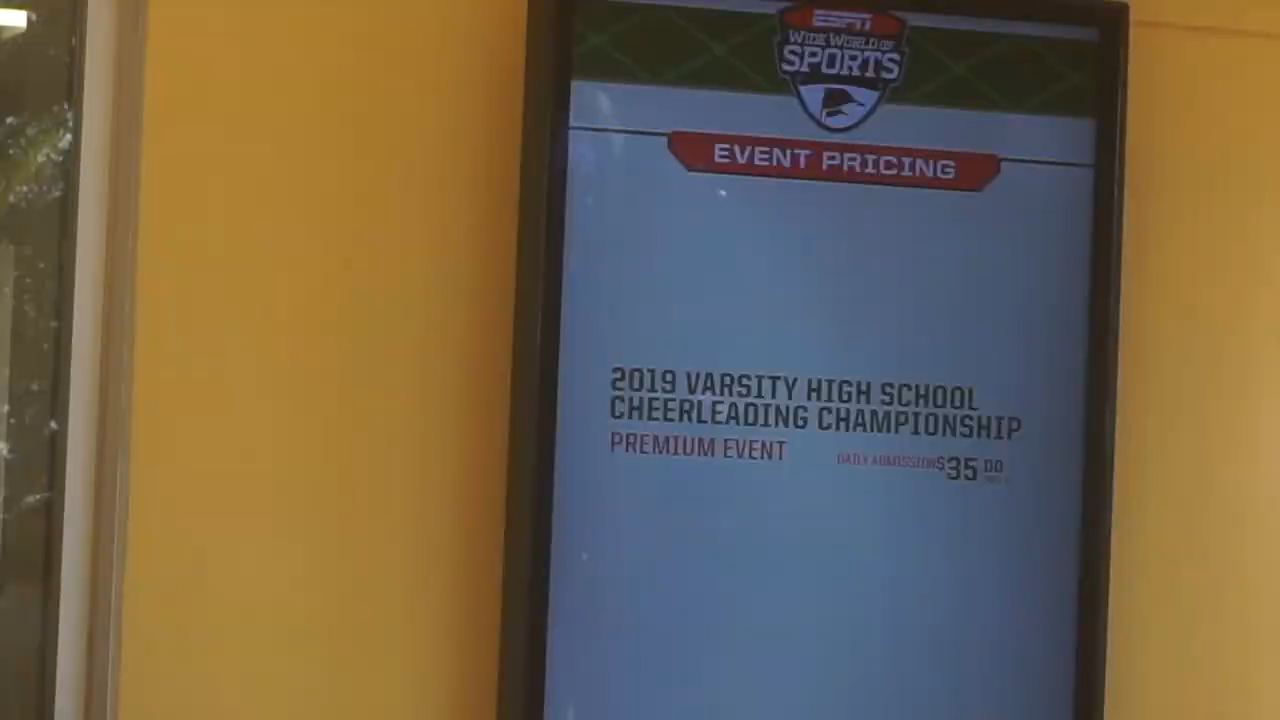 ESPN
WIDE WORLD OF
SPORTS
EVENT PRICING
2019 VARSITY HIGH SCHOOL
CHEERLEADING CHAMPIONSHIP
PREMIUM EVENT
DAILY ADMISSION $35.00